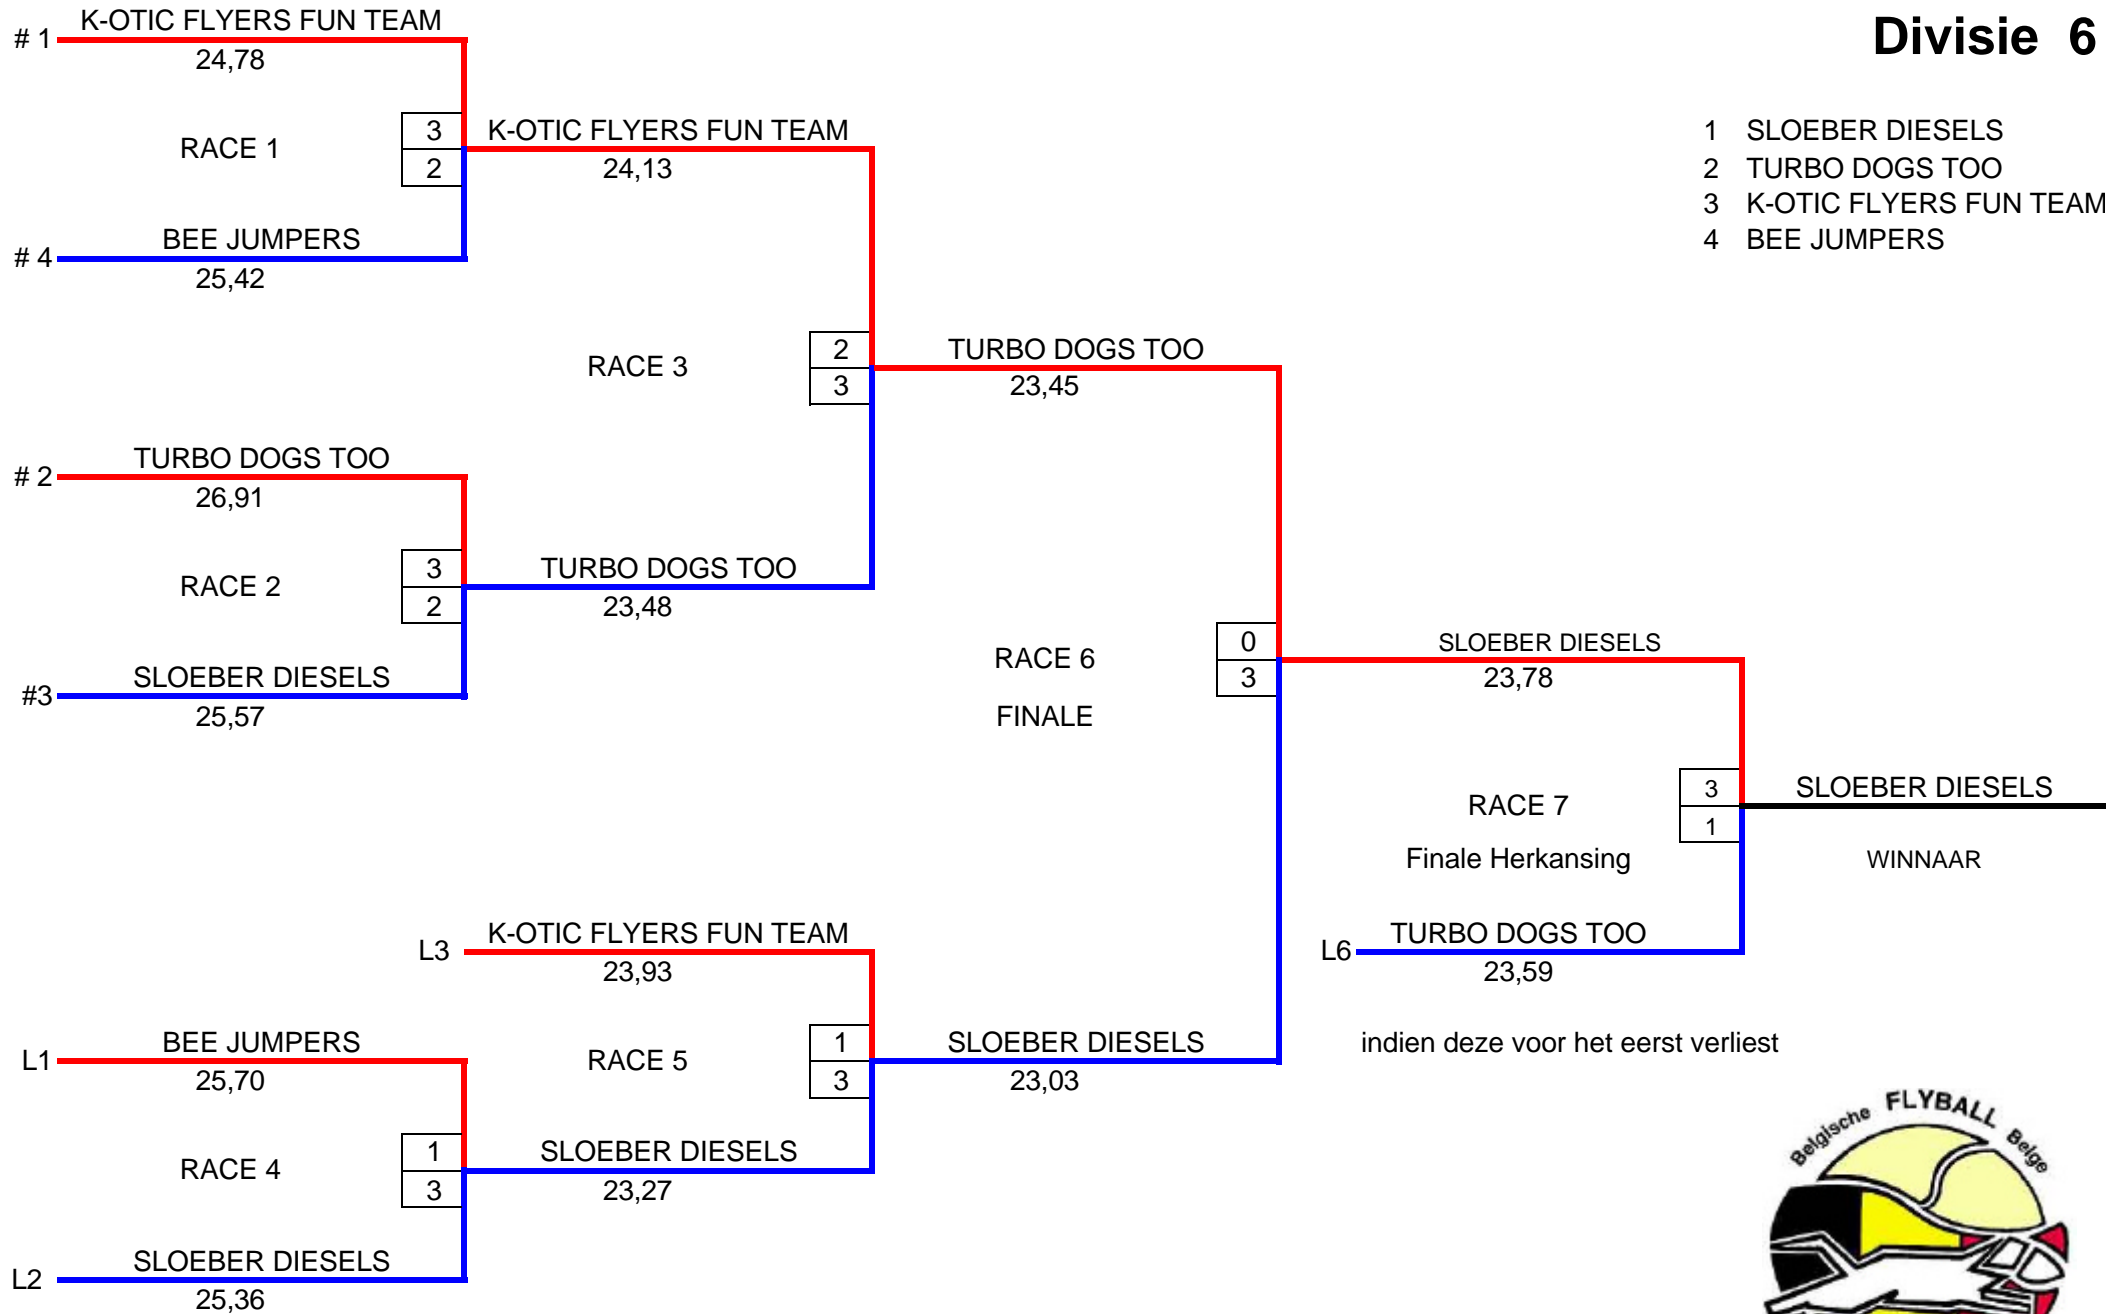 K-OTIC FLYERS FUN TEAM
# 1
24,78
Divisie 6
RACE 1
3
2
K-OTIC FLYERS FUN TEAM
24,13
1 SLOEBER DIESELS
2 TURBO DOGS TOO
3 K-OTIC FLYERS FUN TEAM
4 BEE JUMPERS
BEE JUMPERS
# 4
25,42
RACE 3
2
3
TURBO DOGS TOO
23,45
TURBO DOGS TOO
# 2
26,91
RACE 2
3
2
TURBO DOGS TOO
23,48
SLOEBER DIESELS
#3
25,57
RACE 6
0
3
FINALE
SLOEBER DIESELS
23,78
RACE 7
3
1
Finale Herkansing
SLOEBER DIESELS
WINNAAR
K-OTIC FLYERS FUN TEAM
L3
23,93
TURBO DOGS TOO
L6
23,59
indien deze voor het eerst verliest
BEE JUMPERS
L1
25,70
RACE 5
1
3
SLOEBER DIESELS
23,03
RACE 4
1
3
SLOEBER DIESELS
23,27
SLOEBER DIESELS
L2
25,36
Belgische FLYBALL Belge